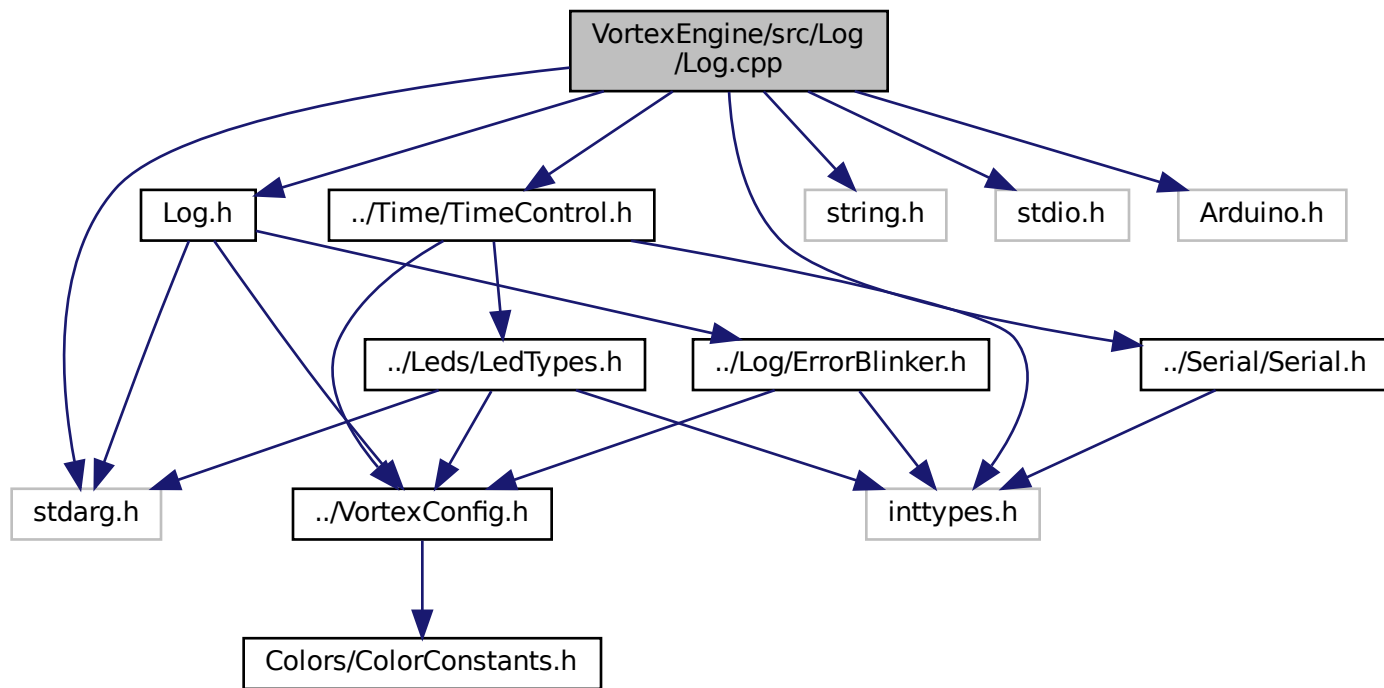 VortexEngine/src/Log
/Log.cpp
Log.h
../Time/TimeControl.h
string.h
stdio.h
Arduino.h
../Leds/LedTypes.h
../Log/ErrorBlinker.h
../Serial/Serial.h
stdarg.h
../VortexConfig.h
inttypes.h
Colors/ColorConstants.h